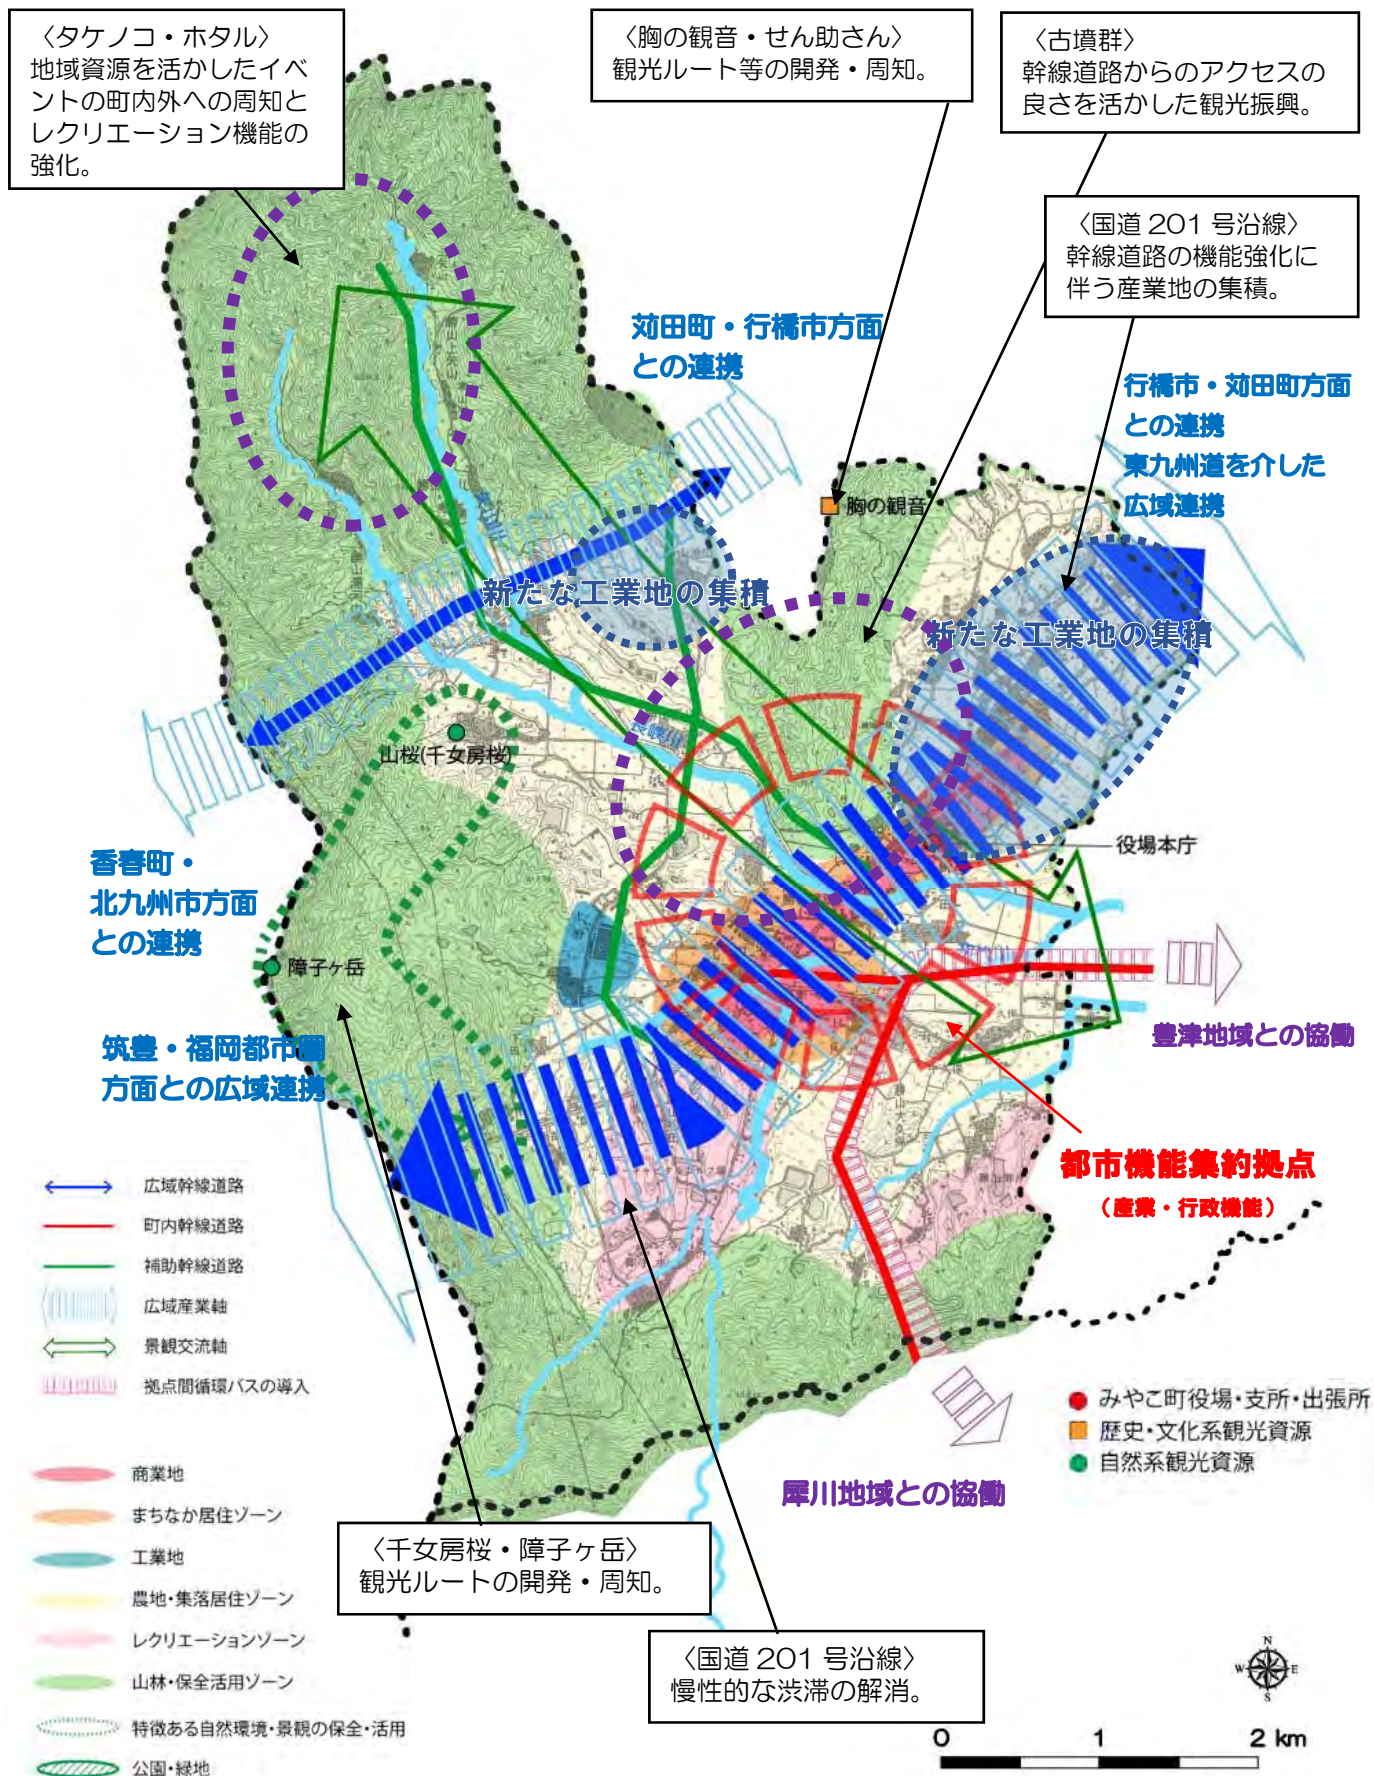 〈タケノコ・ホタル〉
地域資源を活かしたイベ
ントの町内外への周知と
レクリエーション機能の
強化。
〈胸の観音・せん助さん〉
観光ルート等の開発・周知。
〈古墳群〉
幹線道路からのアクセスの
良さを活かした観光振興。
〈国道 201 号沿線〉
幹線道路の機能強化に
伴う産業地の集積。
苅田町・行橋市方面
との連携
行橋市・苅田町方面
との連携
東九州道を介した
広域連携
胸の観音
新たな工業地の集積
新たな工業地の集積
長峡川
山桜(千女房桜)
役場本庁
香春町・
北九州市方面
との連携
障子ヶ岳
豊津地域との協働
筑豊・福岡都市圏
方面との広域連携
都市機能集約拠点
（産業・行政機能）
広域幹線道路
町内幹線道路
補助幹線道路
広域産業軸
景観交流軸
拠点間循環バスの導入
みやこ町役場・支所・出張所
歴史・文化系観光資源
自然系観光資源
犀川地域との協働
商業地
まちなか居住ゾーン
工業地
農地・集落居住ゾーン
レクリエーションゾーン
山林・保全活用ゾーン
特徴ある自然環境・景観の保全・活用
公園・緑地
〈千女房桜・障子ヶ岳〉
観光ルートの開発・周知。
〈国道 201 号沿線〉
慢性的な渋滞の解消。
N
W
E
S
0 1 2 km